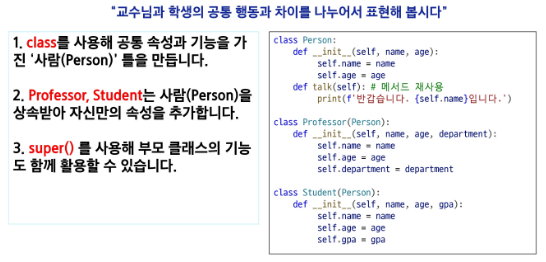 "교수님과 학생의 공통 행동과 차이를 나누어서 표현해 봅시다"
1. class를 사용해 공통 속성과 기능을 가
진 '사람(Person)' 틀을 만듭니다.
2. Professor, Student는 사람(Person)을
상속받아 자신만의 속성을 추가합니다.
3. super() 를 사용해 부모 클래스의 기능
도 함께 활용할 수 있습니다.
class Person:
    def __init__(self, name, age):
        self.name = name
        self.age = age
    def talk(self): # 메서드 재사용
        print(f'반갑습니다. {self.name}입니다.')
class Professor(Person):
    def __init__(self, name, age, department):
        self.name = name
        self.age = age
        self.department = department
class Student(Person):
    def __init__(self, name, age, gpa):
        self.name = name
        self.age = age
        self.gpa = gpa